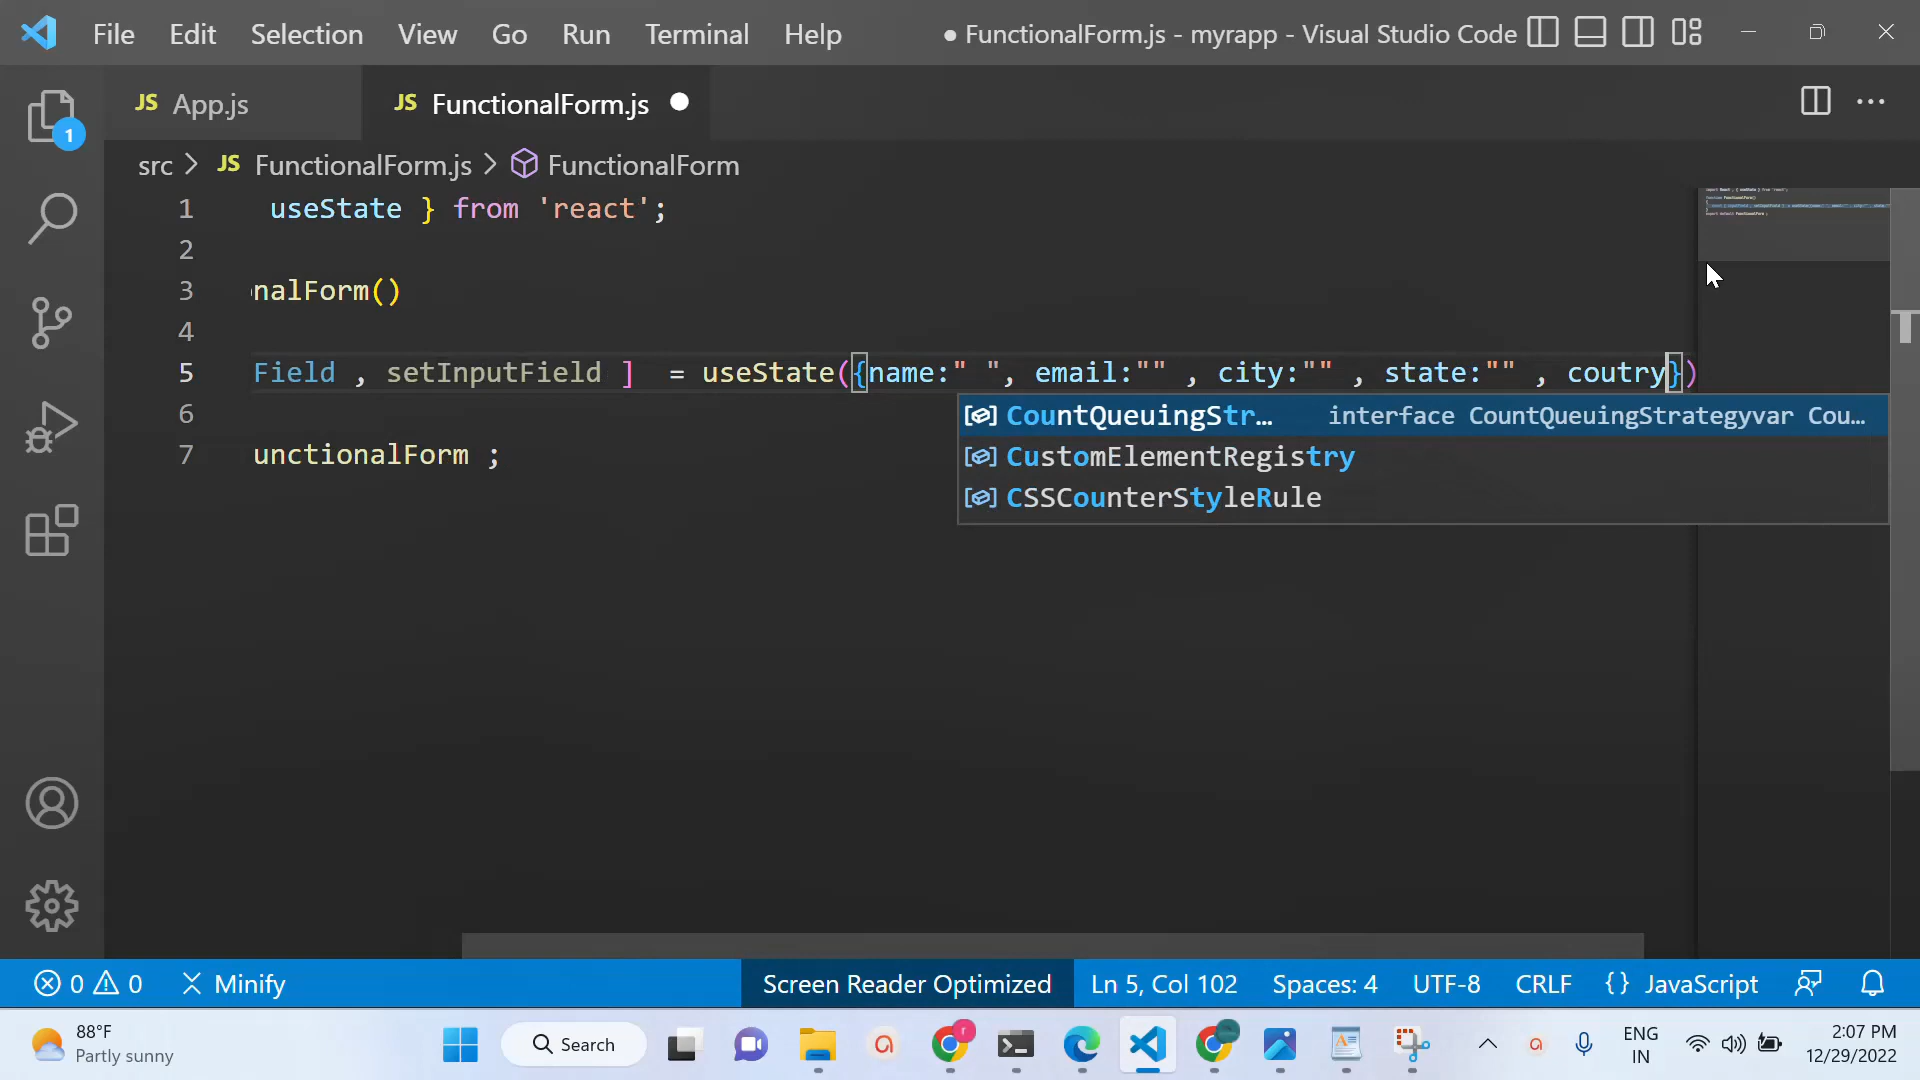 File Edit Selection View Go Run Terminal Help ● FunctionalForm.js - myrapp - Visual Studio Code
JS App.js JS FunctionalForm.js
1
src > JS FunctionalForm.js > FunctionalForm
1 useState } from 'react';
2
3 nalForm()
4
5 Field , setInputField ] = useState({name:" ", email:"" , city:"" , state:"" , coutry})
CountQueuingStr… interface CountQueuingStrategyvar Cou…
6
CustomElementRegistry
7 unctionalForm ;
CSSCounterStyleRule
0 0 Minify Screen Reader Optimized Ln 5, Col 102 Spaces: 4 UTF-8 CRLF {} JavaScript
88°F
Partly sunny
Search
ENG
IN
2:07 PM
12/29/2022